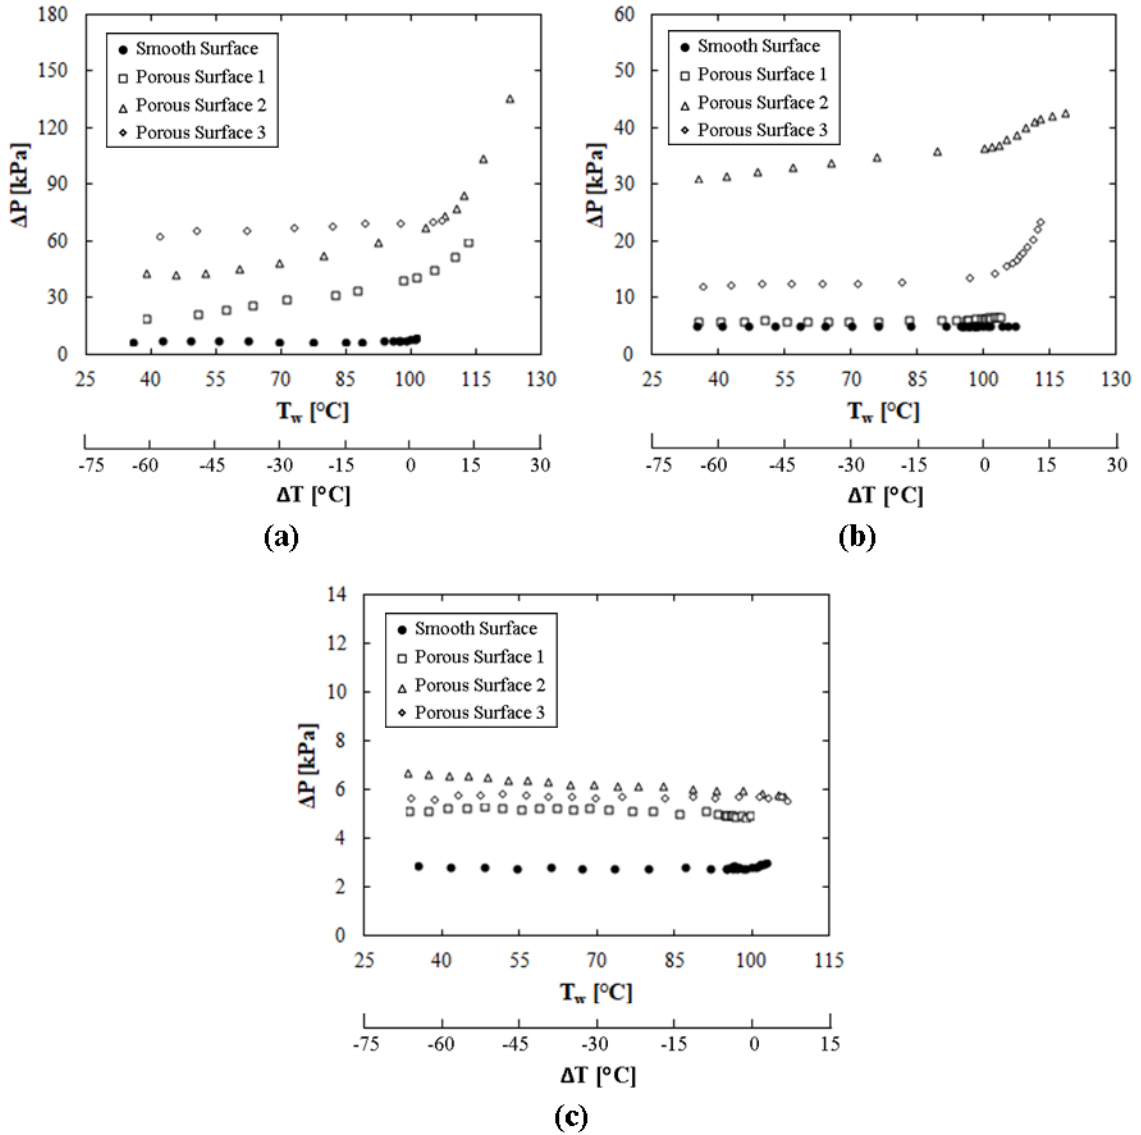 180
150
120
90
60
30
0
ΔP [kPa]
Smooth Surface
Porous Surface 1
Porous Surface 2
Porous Surface 3
25 40 55 70 85 100 115 130
T_w [°C]
-75 -60 -45 -30 -15 0 15 30
ΔT [°C]
(a)
60
50
40
30
20
10
0
ΔP [kPa]
Smooth Surface
Porous Surface 1
Porous Surface 2
Porous Surface 3
25 40 55 70 85 100 115 130
T_w [°C]
-75 -60 -45 -30 -15 0 15 30
ΔT [°C]
(b)
14
12
10
8
6
4
2
0
ΔP [kPa]
Smooth Surface
Porous Surface 1
Porous Surface 2
Porous Surface 3
25 40 55 70 85 100 115
T_w [°C]
-75 -60 -45 -30 -15 0 15
ΔT [°C]
(c)